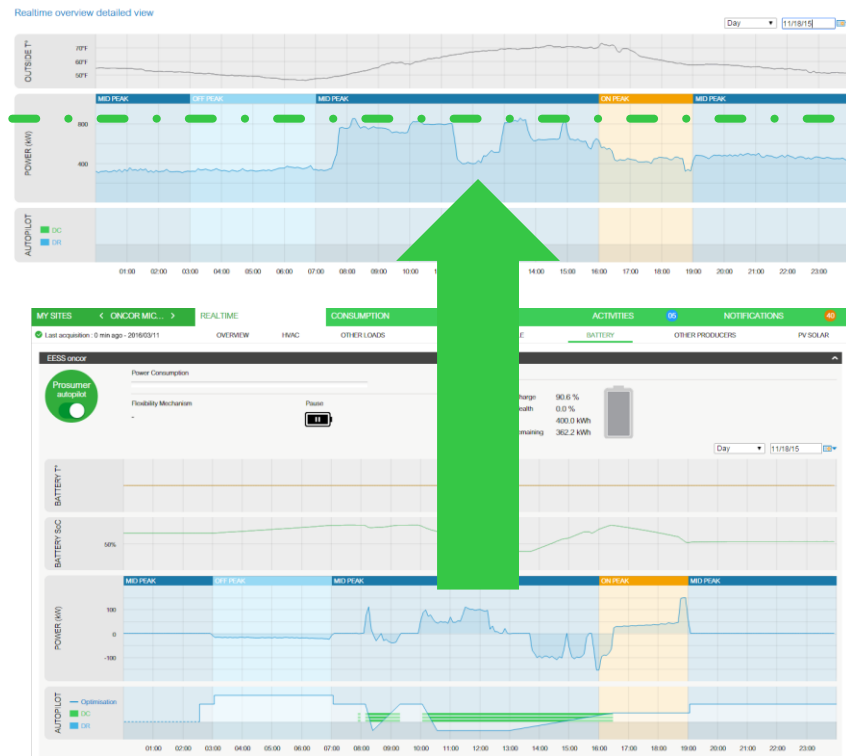 Realtime overview detailed view
Day 11/18/15
OUTSIDE T°
70°F
60°F
50°F
MID PEAK OFF PEAK MID PEAK ON PEAK MID PEAK
POWER (kW)
800
400
AUTOPILOT
DC
DR
01:00 02:00 03:00 04:00 05:00 06:00 07:00 08:00 09:00 10:00 14:00 15:00 16:00 17:00 18:00 19:00 20:00 21:00 22:00 23:00
MY SITES < ONCOR MIC... > REALTIME CONSUMPTION ACTIVITIES 05 NOTIFICATIONS 40
Last acquisition : 0 min ago - 2016/03/11 OVERVIEW HVAC OTHER LOADS BATTERY OTHER PRODUCERS PV SOLAR
EESS oncor
Prosumer
autopilot
Power Consumption
Flexibility Mechanism
-
Pause
90.6 %
0.0 %
400.0 kWh
362.2 kWh
Day 11/18/15
BATTERY T°
BATTERY SoC
50%
MID PEAK OFF PEAK MID PEAK ON PEAK MID PEAK
POWER (kW)
100
0
-100
AUTOPILOT
Optimisation
DC
DR
01:00 02:00 03:00 04:00 05:00 06:00 07:00 08:00 09:00 10:00 11:00 12:00 13:00 14:00 15:00 16:00 17:00 18:00 19:00 20:00 21:00 22:00 23:00